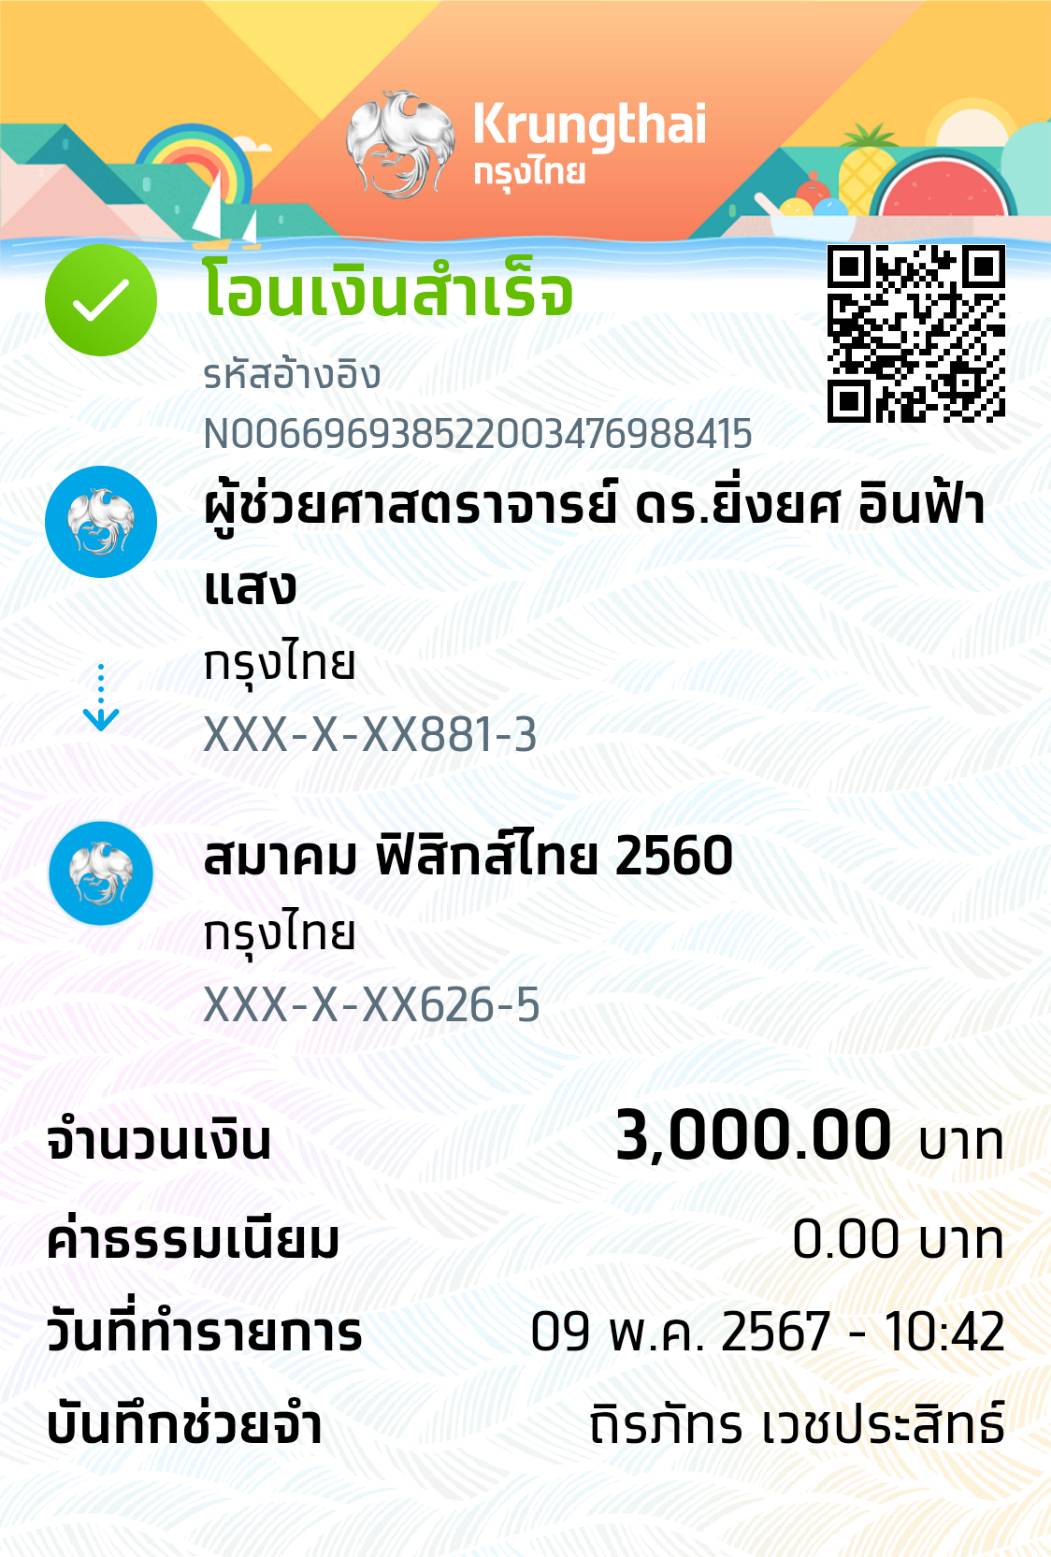 Krungthai
กรุงไทย
โอนเงินสำเร็จ
รหัสอ้างอิง
N006696938522003476988415
ผู้ช่วยศาสตราจารย์ ดร.ยิ่งยศ อินฟ้า
แสง
กรุงไทย
XXX-X-XX881-3
สมาคม ฟิสิกส์ไทย 2560
กรุงไทย
XXX-X-XX626-5
จำนวนเงิน 3,000.00 บาท
ค่าธรรมเนียม 0.00 บาท
วันที่ทำรายการ 09 พ.ค. 2567 - 10:42
บันทึกช่วยจำ ถิรภัทร เวชประสิทธ์